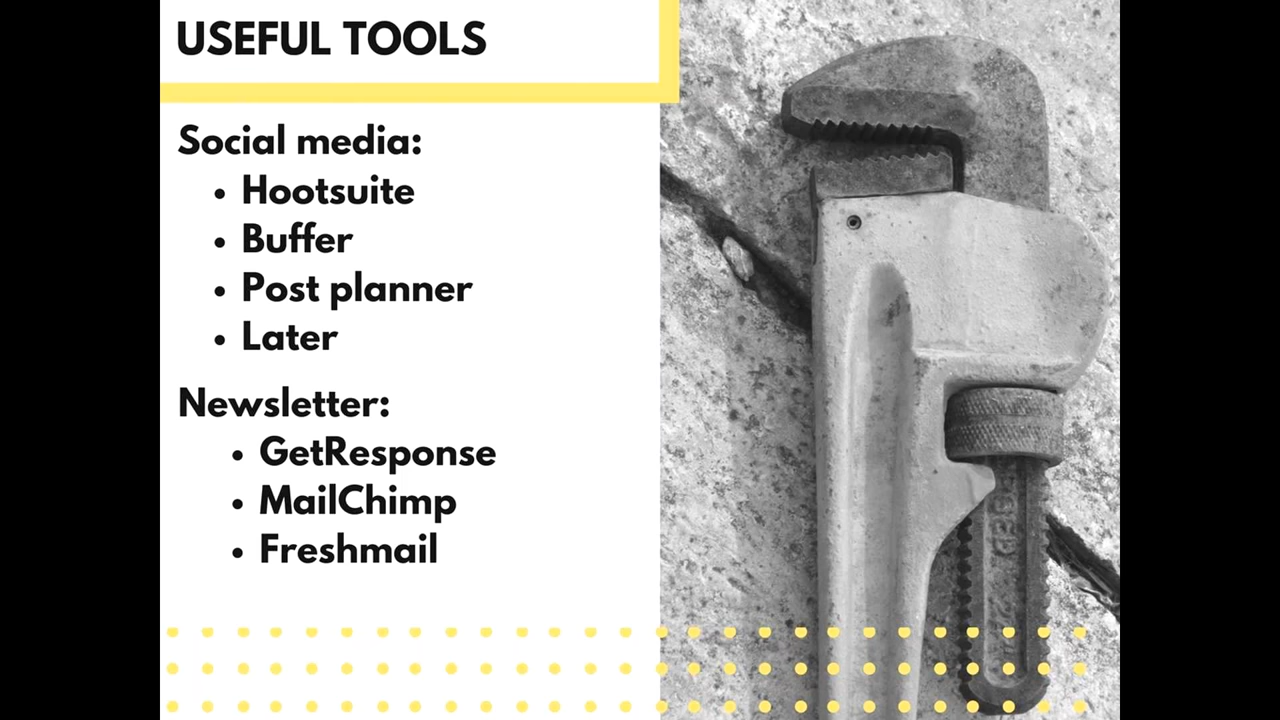 USEFUL TOOLS
Social media:
• Hootsuite
• Buffer
• Post planner
• Later
Newsletter:
• GetResponse
• MailChimp
• Freshmail